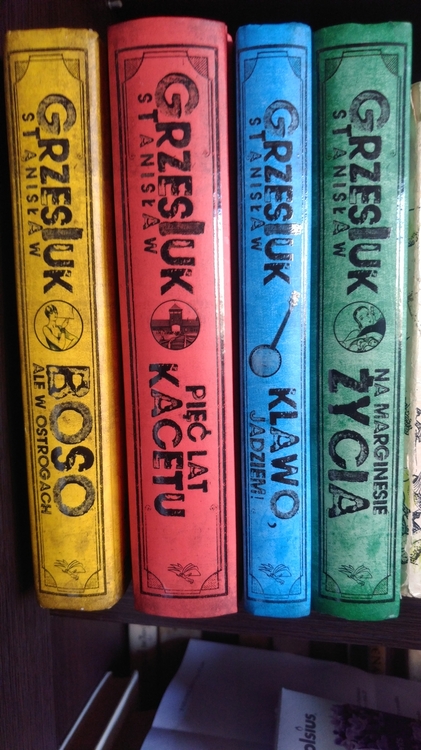 GRZESIUK
STANISŁAW
BOSO
ALE W OSTROGACH
GRZESIUK
STANISŁAW
PIĘĆ LAT
KACETU
GRZESIUK
STANISŁAW
KLAWO,
JADZIEM!
GRZESIUK
STANISŁAW
NA MARGINESIE
ŻYCIA
olsius